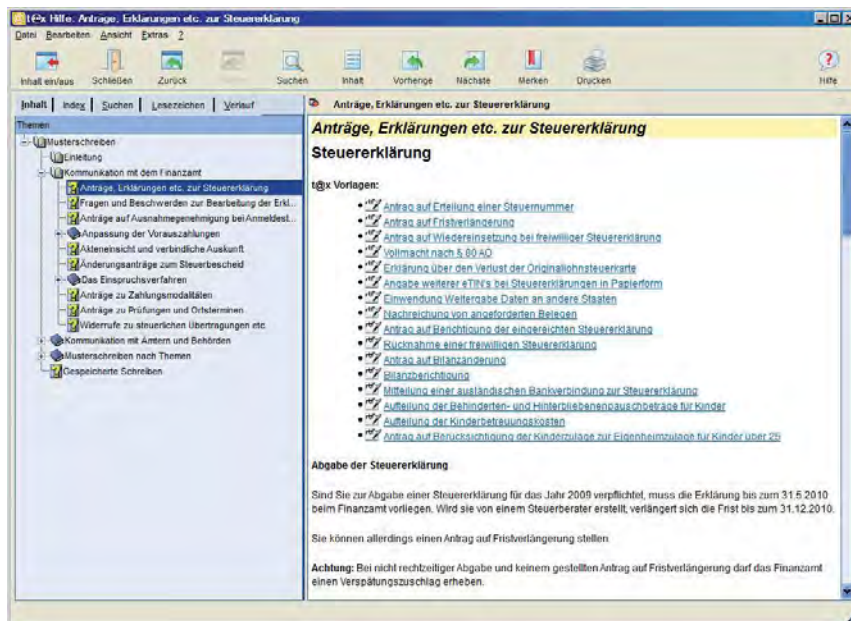 t@x Hilfe: Anträge, Erklärungen etc. zur Steuererklärung
Datei Bearbeiten Ansicht Extras ?
Inhalt ein/aus Schließen Zurück Suchen Inhalt Vorherige Nächste Merken Drucken Hilfe
Inhalt Index Suchen Lesezeichen Verlauf
Themen
Musterschreiben
Einleitung
Kommunikation mit dem Finanzamt
Anträge, Erklärungen etc. zur Steuererklärung
Fragen und Beschwerden zur Bearbeitung der Erkl...
Anträge auf Ausnahmegenehmigung bei Anmeldest...
Anpassung der Vorauszahlungen
Akteneinsicht und verbindliche Auskunft
Änderungsanträge zum Steuerbescheid
Das Einspruchsverfahren
Anträge zu Zahlungsmodalitäten
Anträge zu Prüfungen und Ortsterminen
Widerrufe zu steuerlichen Übertragungen etc.
Kommunikation mit Ämtern und Behörden
Musterschreiben nach Themen
Gespeicherte Schreiben
Anträge, Erklärungen etc. zur Steuererklärung
Anträge, Erklärungen etc. zur Steuererklärung
Steuererklärung
t@x Vorlagen:
Antrag auf Erteilung einer Steuernummer
Antrag auf Fristverlängerung
Antrag auf Wiedereinsetzung bei freiwilliger Steuererklärung
Vollmacht nach § 80 AO
Erklärung über den Verlust der Originallohnsteuerkarte
Angabe weiterer eTIN's bei Steuererklärungen in Papierform
Einwendung Weitergabe Daten an andere Staaten
Nachreichung von angeforderten Belegen
Antrag auf Berichtigung der eingereichten Steuererklärung
Rücknahme einer freiwilligen Steuererklärung
Antrag auf Bilanzänderung
Bilanzberichtigung
Mitteilung einer ausländischen Bankverbindung zur Steuererklärung
Aufteilung der Behinderten- und Hinterbliebenenpauschbeträge für Kinder
Aufteilung der Kinderbetreuungskosten
Antrag auf Berücksichtigung der Kinderzulage zur Eigenheimzulage für Kinder über 25
Abgabe der Steuererklärung
Sind Sie zur Abgabe einer Steuererklärung für das Jahr 2009 verpflichtet, muss die Erklärung bis zum 31.5.2010
beim Finanzamt vorliegen. Wird sie von einem Steuerberater erstellt, verlängert sich die Frist bis zum 31.12.2010.
Sie können allerdings einen Antrag auf Fristverlängerung stellen.
Achtung: Bei nicht rechtzeitiger Abgabe und keinem gestellten Antrag auf Fristverlängerung darf das Finanzamt
einen Verspätungszuschlag erheben.